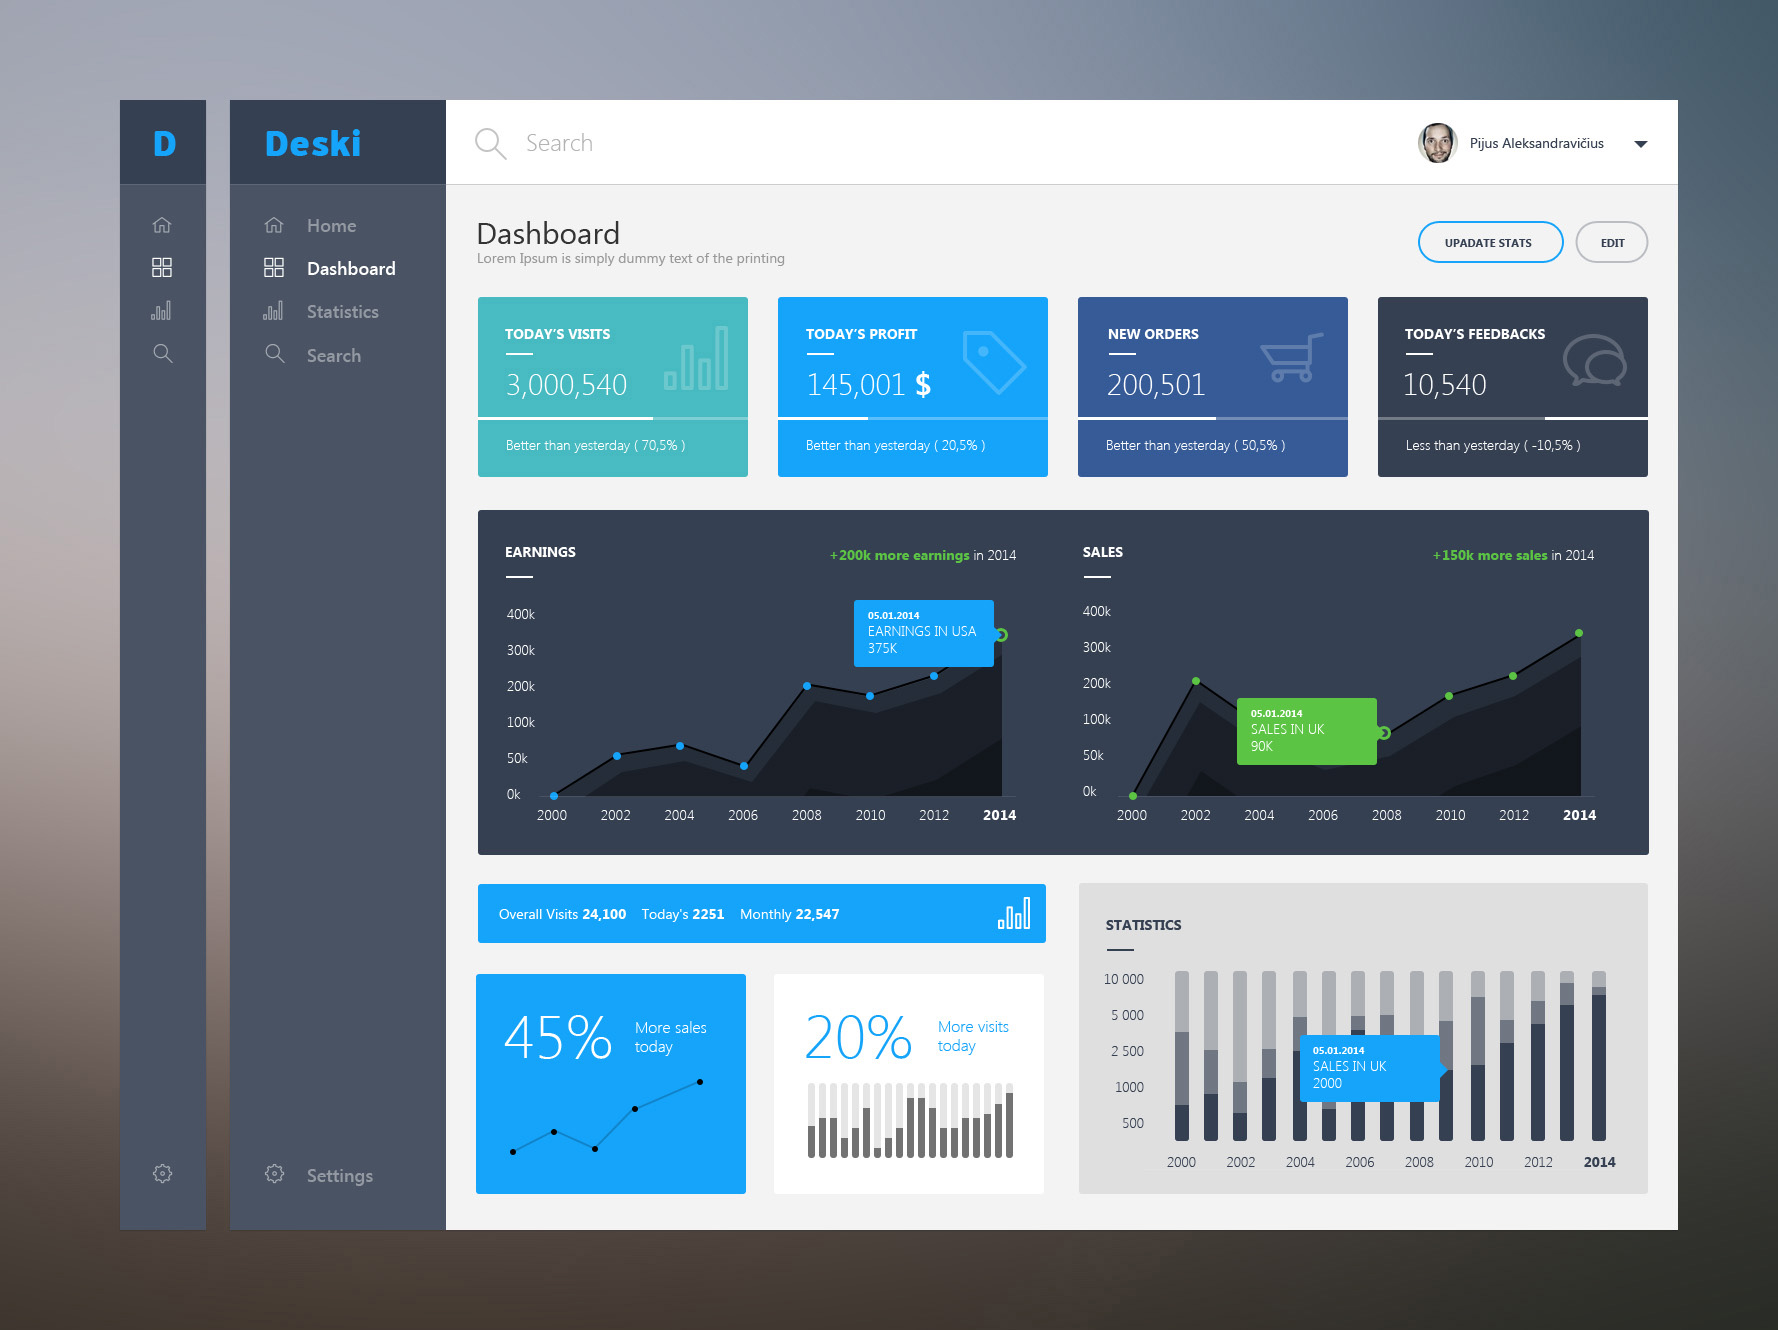 D
Deski
Search
Pijus Aleksandravičius
Home
Dashboard
Statistics
Search
Settings
Dashboard
Lorem Ipsum is simply dummy text of the printing
UPADATE STATS
EDIT
TODAY'S VISITS
3,000,540
Better than yesterday ( 70,5% )
TODAY'S PROFIT
145,001 $
Better than yesterday ( 20,5% )
NEW ORDERS
200,501
Better than yesterday ( 50,5% )
TODAY'S FEEDBACKS
10,540
Less than yesterday ( -10,5% )
EARNINGS
+200k more earnings in 2014
400k
300k
200k
100k
50k
0k
05.01.2014
EARNINGS IN USA
375K
2000 2002 2004 2006 2008 2010 2012 2014
SALES
+150k more sales in 2014
400k
300k
200k
100k
50k
0k
05.01.2014
SALES IN UK
90K
2000 2002 2004 2006 2008 2010 2012 2014
Overall Visits 24,100 Today's 2251 Monthly 22,547
45%
More sales
today
20%
More visits
today
STATISTICS
10 000
5 000
2 500
1000
500
05.01.2014
SALES IN UK
2000
2000 2002 2004 2006 2008 2010 2012 2014